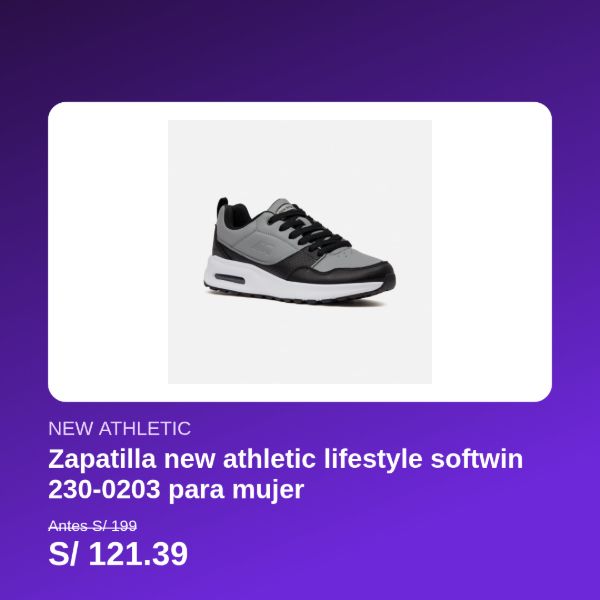 NEW ATHLETIC
Zapatilla new athletic lifestyle softwin
230-0203 para mujer
Antes S/ 199
S/ 121.39